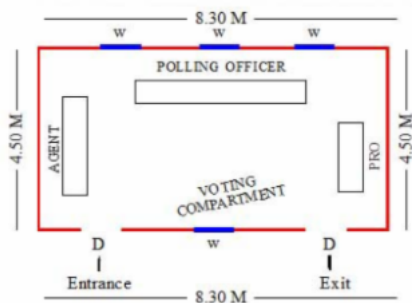 8.30 M
W W W
POLLING OFFICER
4.50 M
AGENT
PRO
4.50 M
VOTING
COMPARTMENT
D W D
Entrance Exit
8.30 M